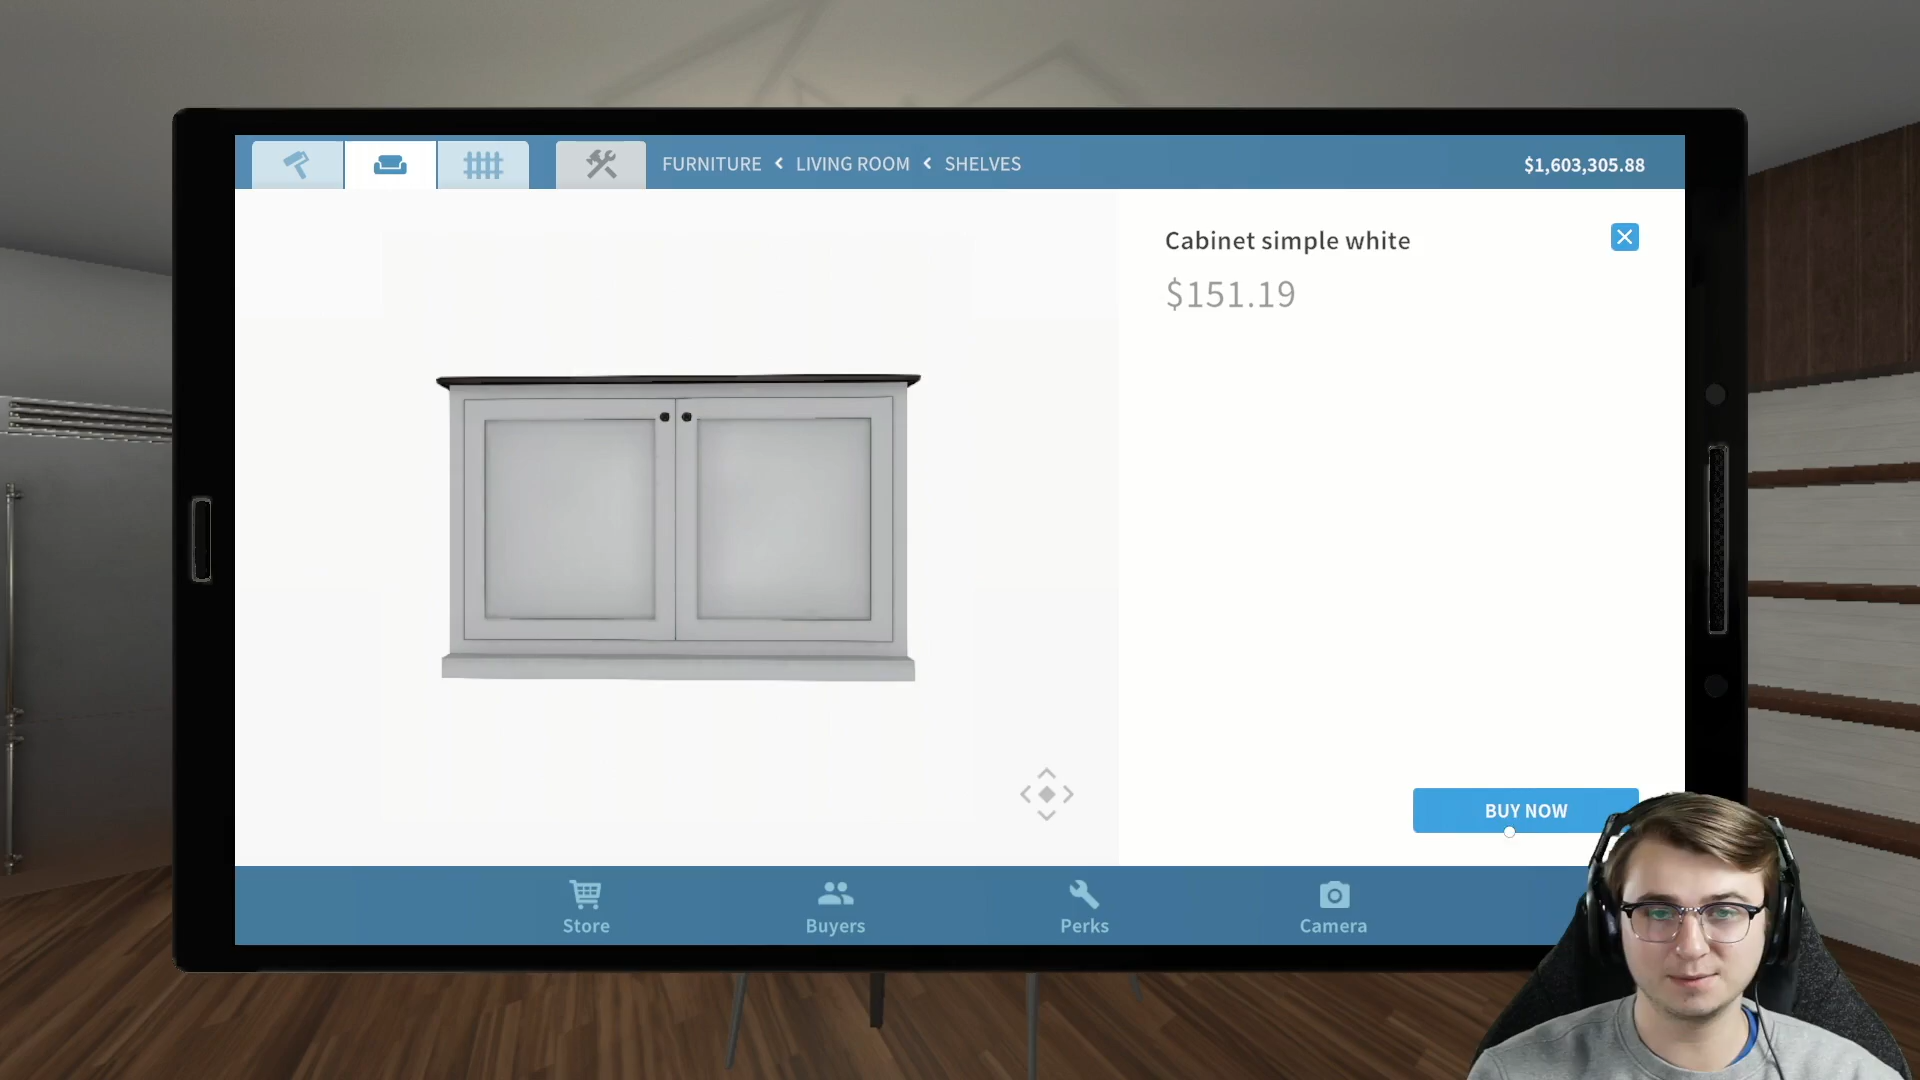 FURNITURE < LIVING ROOM < SHELVES
$1,603,305.88
Cabinet simple white
$151.19
BUY NOW
Store
Buyers
Perks
Camera